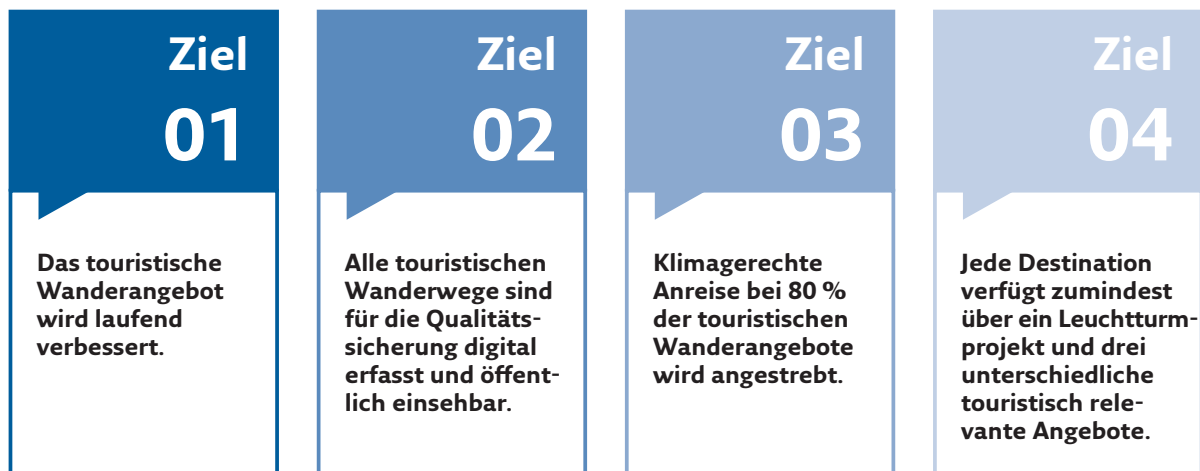 Ziel
01
Das touristische
Wanderangebot
wird laufend
verbessert.
Ziel
02
Alle touristischen
Wanderwege sind
für die Qualitäts-
sicherung digital
erfasst und öffent-
lich einsehbar.
Ziel
03
Klimagerechte
Anreise bei 80 %
der touristischen
Wanderangebote
wird angestrebt.
Ziel
04
Jede Destination
verfügt zumindest
über ein Leuchtturm-
projekt und drei
unterschiedliche
touristisch rele-
vante Angebote.